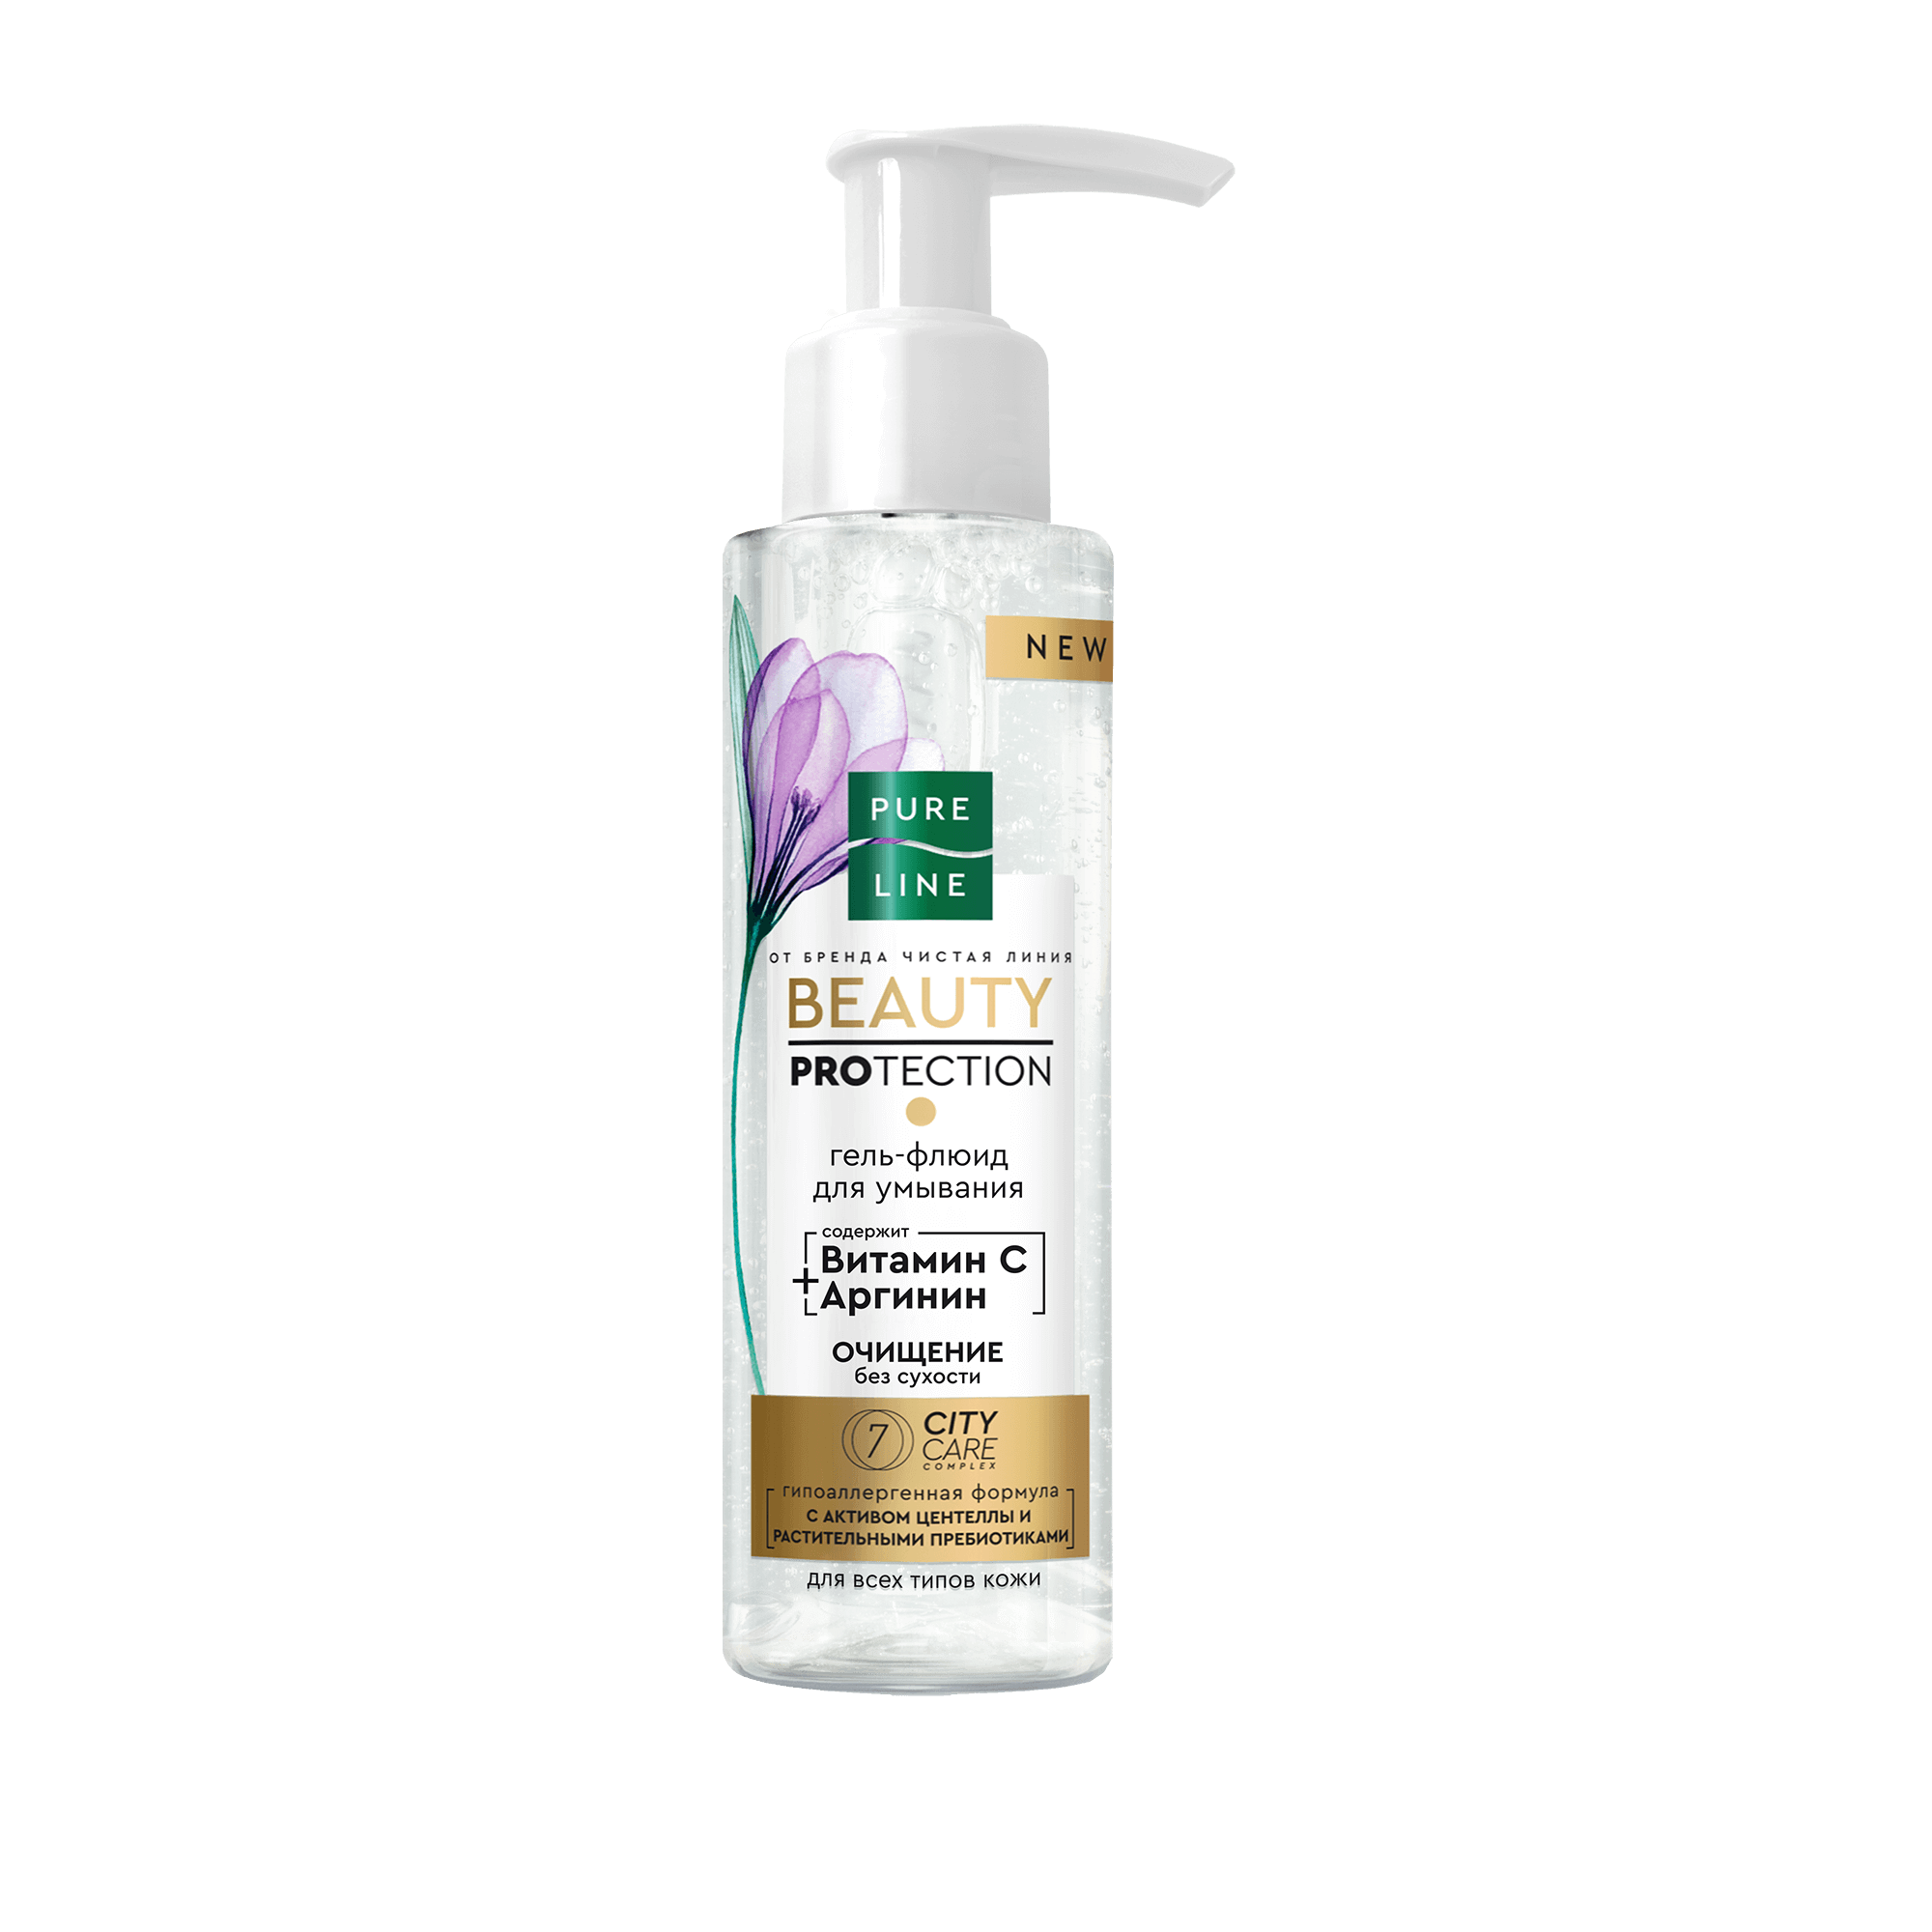 NEW
PURE
LINE
ОТ БРЕНДА ЧИСТАЯ ЛИНИЯ
BEAUTY
PROTECTION
гель-флюид
для умывания
содержит
Витамин С
+ Аргинин
ОЧИЩЕНИЕ
без сухости
7 CITY
CARE
COMPLEX
гипоаллергенная формула
С АКТИВОМ ЦЕНТЕЛЛЫ И
РАСТИТЕЛЬНЫМИ ПРЕБИОТИКАМИ
для всех типов кожи